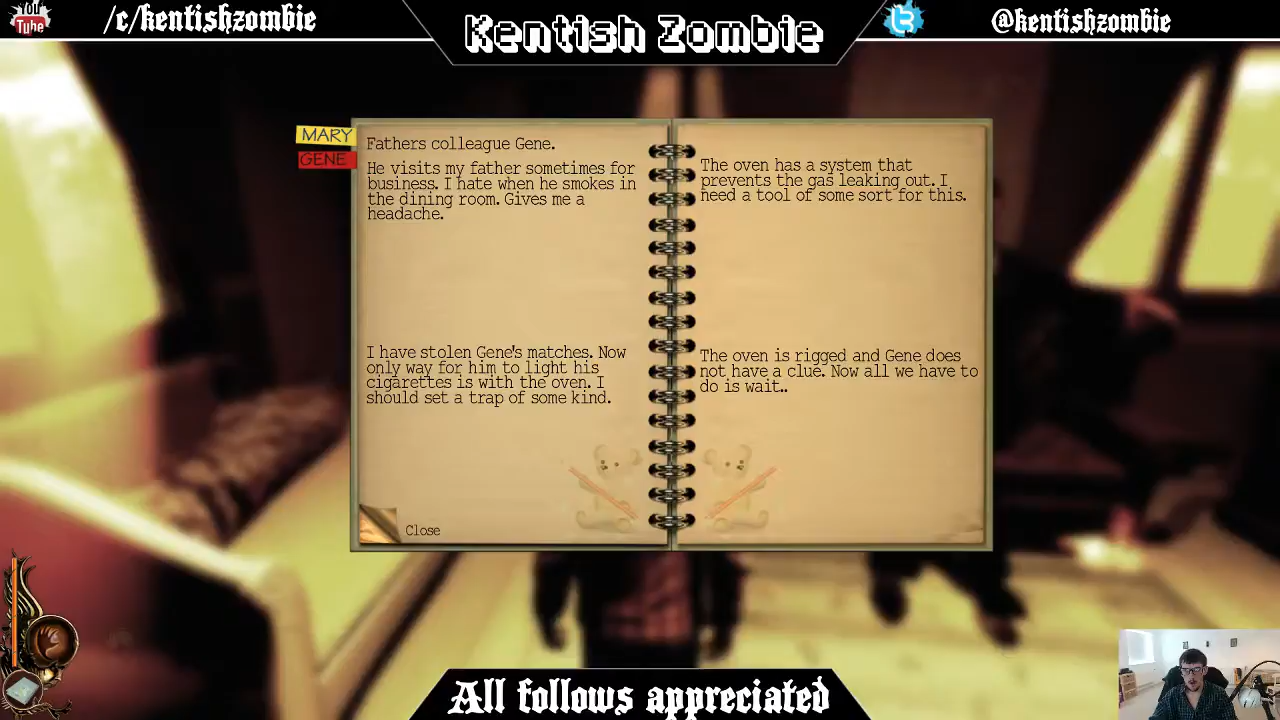 You
Tube
/c/kentishzombie
Kentish Zombie
@kentishzombie
MARY
GENE
Fathers colleague Gene.
He visits my father sometimes for
business. I hate when he smokes in
the dining room. Gives me a
headache.
I have stolen Gene's matches. Now
only way for him to light his
cigarettes is with the oven. I
should set a trap of some kind.
Close
The oven has a system that
prevents the gas leaking out. I
need a tool of some sort for this.
The oven is rigged and Gene does
not have a clue. Now all we have to
do is wait..
All follows appreciated